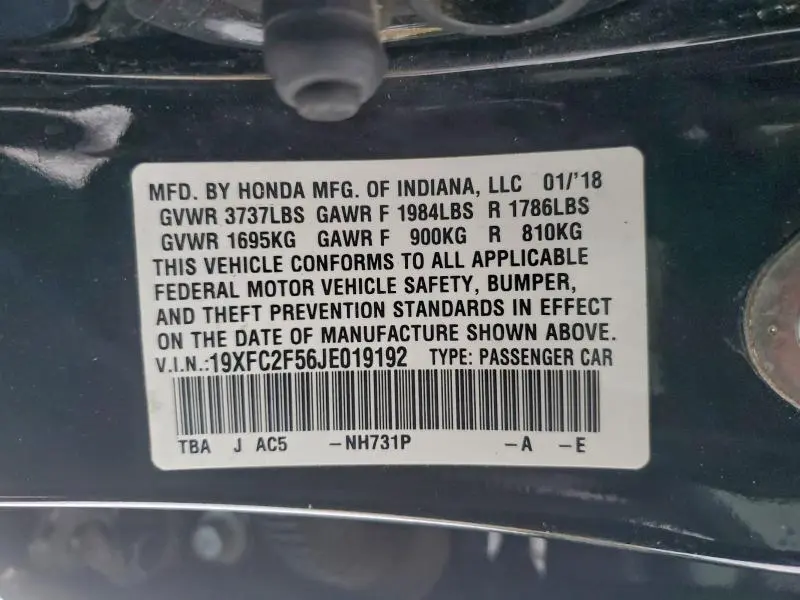 MFD. BY HONDA MFG. OF INDIANA, LLC 01/'18
GVWR 3737LBS GAWR F 1984LBS R 1786LBS
GVWR 1695KG GAWR F 900KG R 810KG
THIS VEHICLE CONFORMS TO ALL APPLICABLE
FEDERAL MOTOR VEHICLE SAFETY, BUMPER,
AND THEFT PREVENTION STANDARDS IN EFFECT
ON THE DATE OF MANUFACTURE SHOWN ABOVE.
V.I.N.:19XFC2F56JE019192 TYPE: PASSENGER CAR
TBA J AC5 -NH731P -A -E